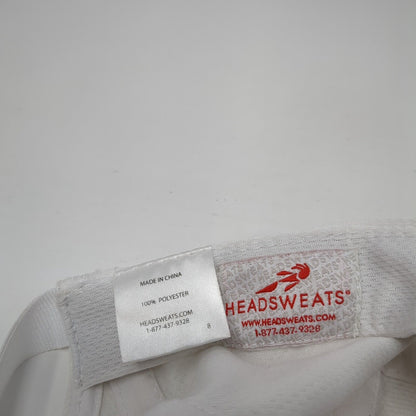 MADE IN CHINA
100% POLYESTER
HEADSWEATS.COM
1-877-437-9328
8
HEADSWEATS®
WWW.HEADSWEATS.COM
1-877-437-9328